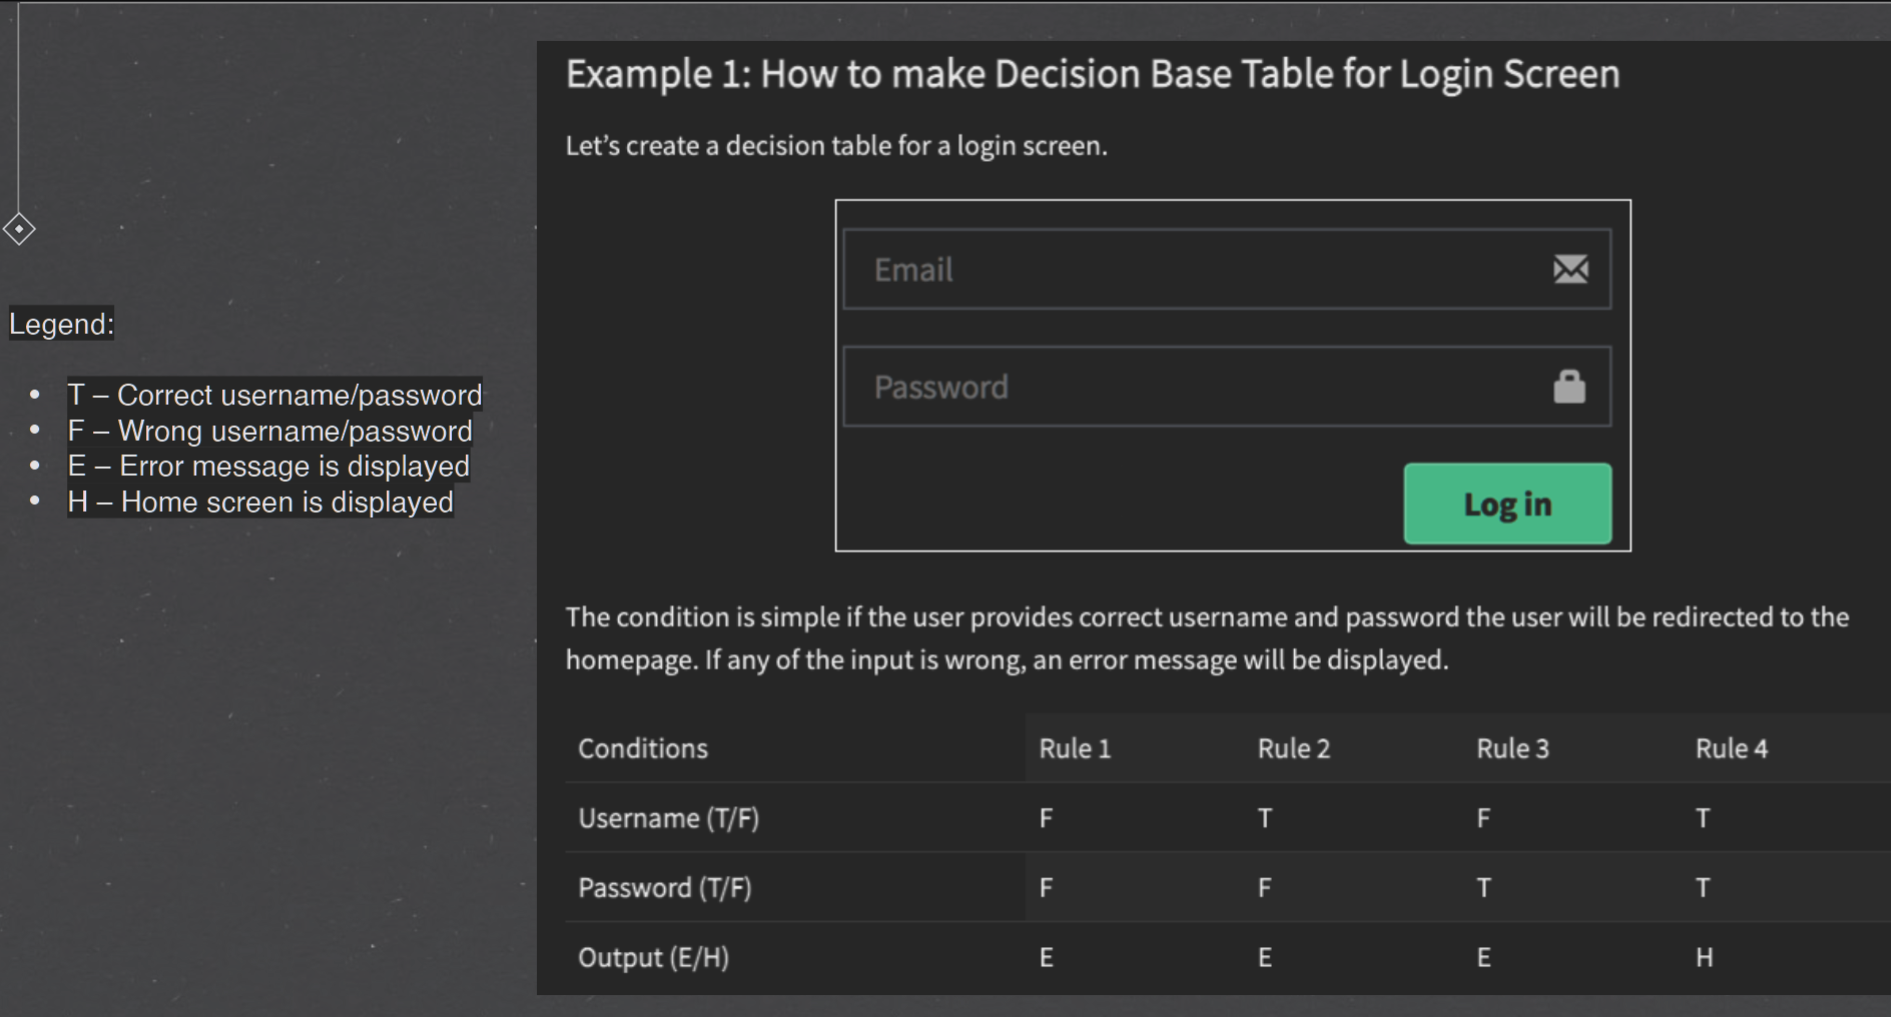 Example 1: How to make Decision Base Table for Login Screen
Let’s create a decision table for a login screen.
Email
Password
Log in
Legend:
• T – Correct username/password
• F – Wrong username/password
• E – Error message is displayed
• H – Home screen is displayed
The condition is simple if the user provides correct username and password the user will be redirected to the
homepage. If any of the input is wrong, an error message will be displayed.
Conditions Rule 1 Rule 2 Rule 3 Rule 4
Username (T/F) F T F T
Password (T/F) F F T T
Output (E/H) E E E H